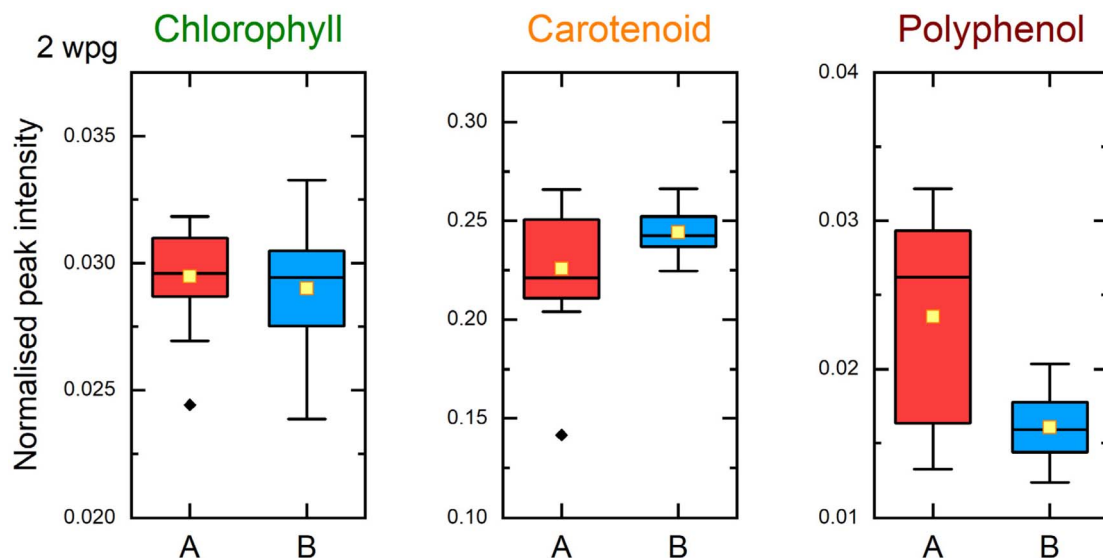 Chlorophyll
Carotenoid
Polyphenol
2 wpg
Normalised peak intensity
0.035
0.030
0.025
0.020
A
B
0.30
0.25
0.20
0.15
0.10
A
B
0.04
0.03
0.02
0.01
A
B